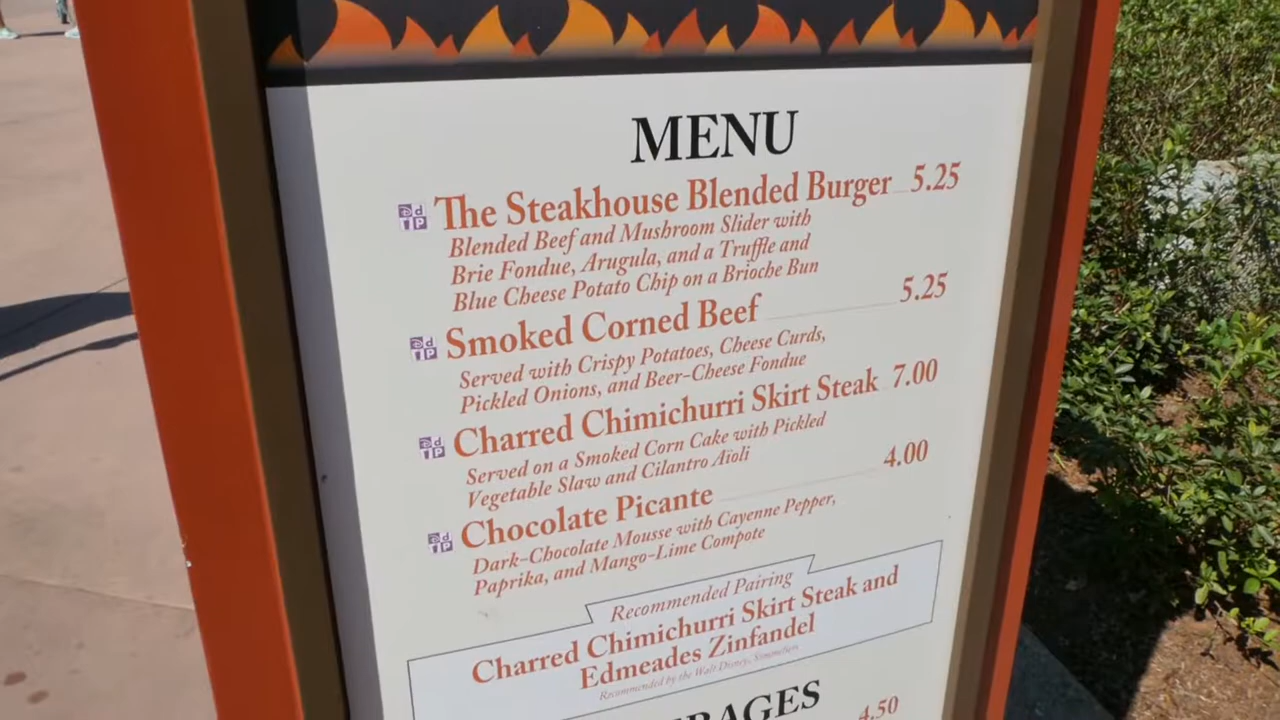 MENU
The Steakhouse Blended Burger 5.25
Blended Beef and Mushroom Slider with
Brie Fondue, Arugula, and a Truffle and
Blue Cheese Potato Chip on a Brioche Bun
Smoked Corned Beef 5.25
Served with Crispy Potatoes, Cheese Curds,
Pickled Onions, and Beer-Cheese Fondue
Charred Chimichurri Skirt Steak 7.00
Served on a Smoked Corn Cake with Pickled
Vegetable Slaw and Cilantro Aïoli
Chocolate Picante 4.00
Dark-Chocolate Mousse with Cayenne Pepper,
Paprika, and Mango-Lime Compote
Recommended Pairing
Charred Chimichurri Skirt Steak and
Edmeades Zinfandel
Recommended by the Walt Disney Sommeliers
4.50